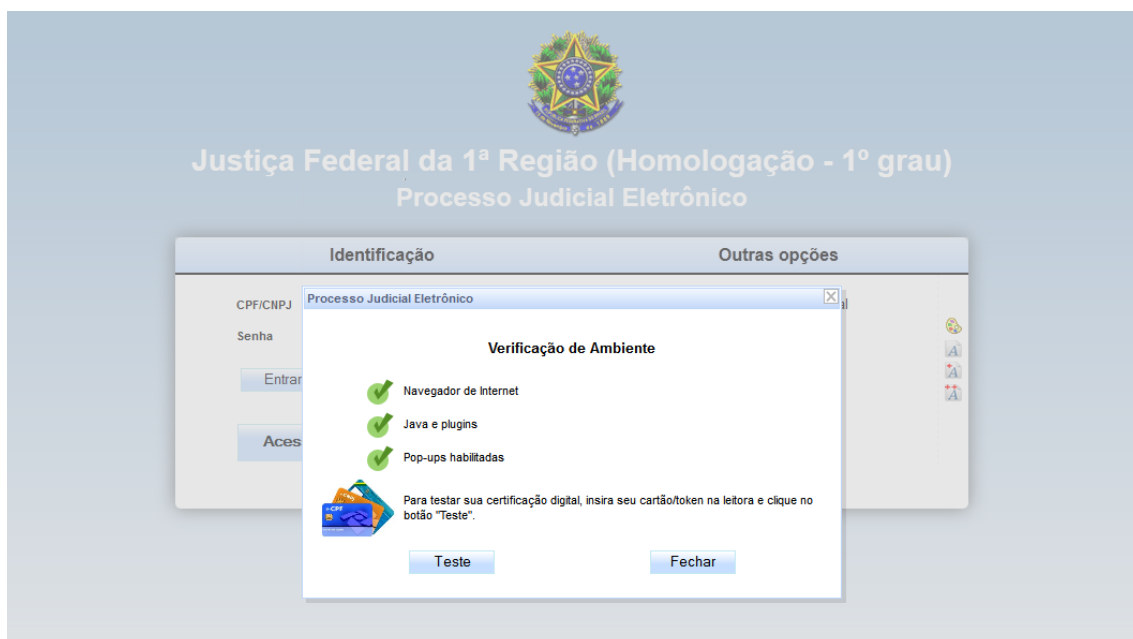 Justiça Federal da 1ª Região (Homologação - 1º grau)
Processo Judicial Eletrônico
Identificação
Outras opções
CPF/CNPJ
Senha
Entrar
Aces
Processo Judicial Eletrônico
Verificação de Ambiente
Navegador de Internet
Java e plugins
Pop-ups habilitadas
Para testar sua certificação digital, insira seu cartão/token na leitora e clique no
botão "Teste".
Teste
Fechar